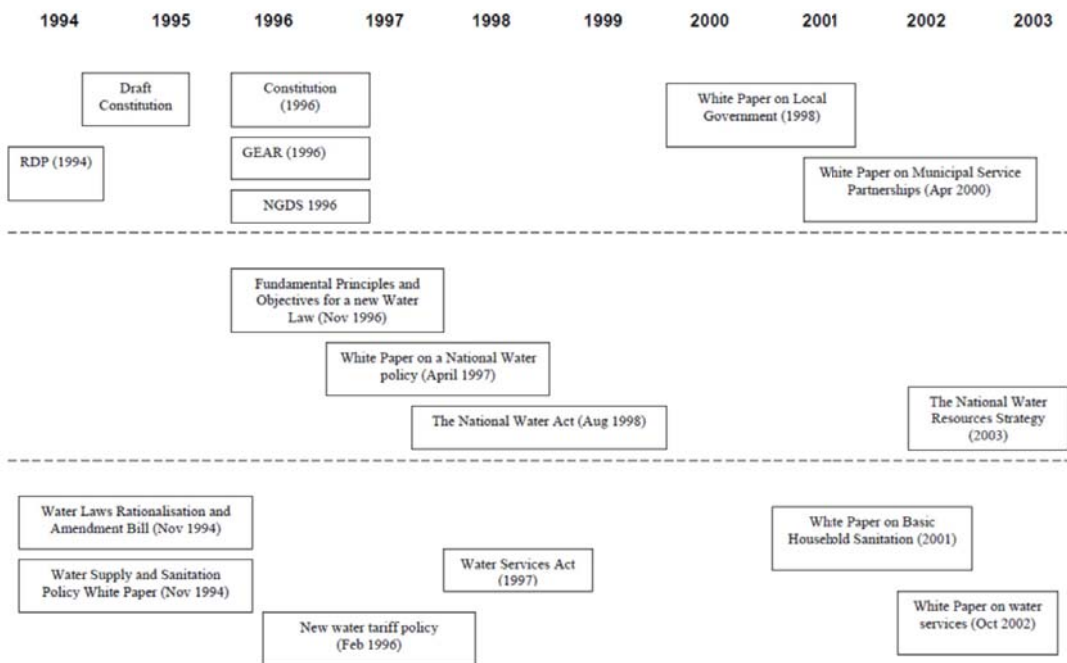 1994 1995 1996 1997 1998 1999 2000 2001 2002 2003
Draft
Constitution
Constitution
(1996)
White Paper on Local
Government (1998)
RDP (1994)
GEAR (1996)
White Paper on Municipal Service
Partnerships (Apr 2000)
NGDS 1996
Fundamental Principles and
Objectives for a new Water
Law (Nov 1996)
White Paper on a National Water
policy (April 1997)
The National Water Act (Aug 1998)
The National Water
Resources Strategy
(2003)
Water Laws Rationalisation and
Amendment Bill (Nov 1994)
White Paper on Basic
Household Sanitation (2001)
Water Supply and Sanitation
Policy White Paper (Nov 1994)
Water Services Act
(1997)
New water tariff policy
(Feb 1996)
White Paper on water
services (Oct 2002)